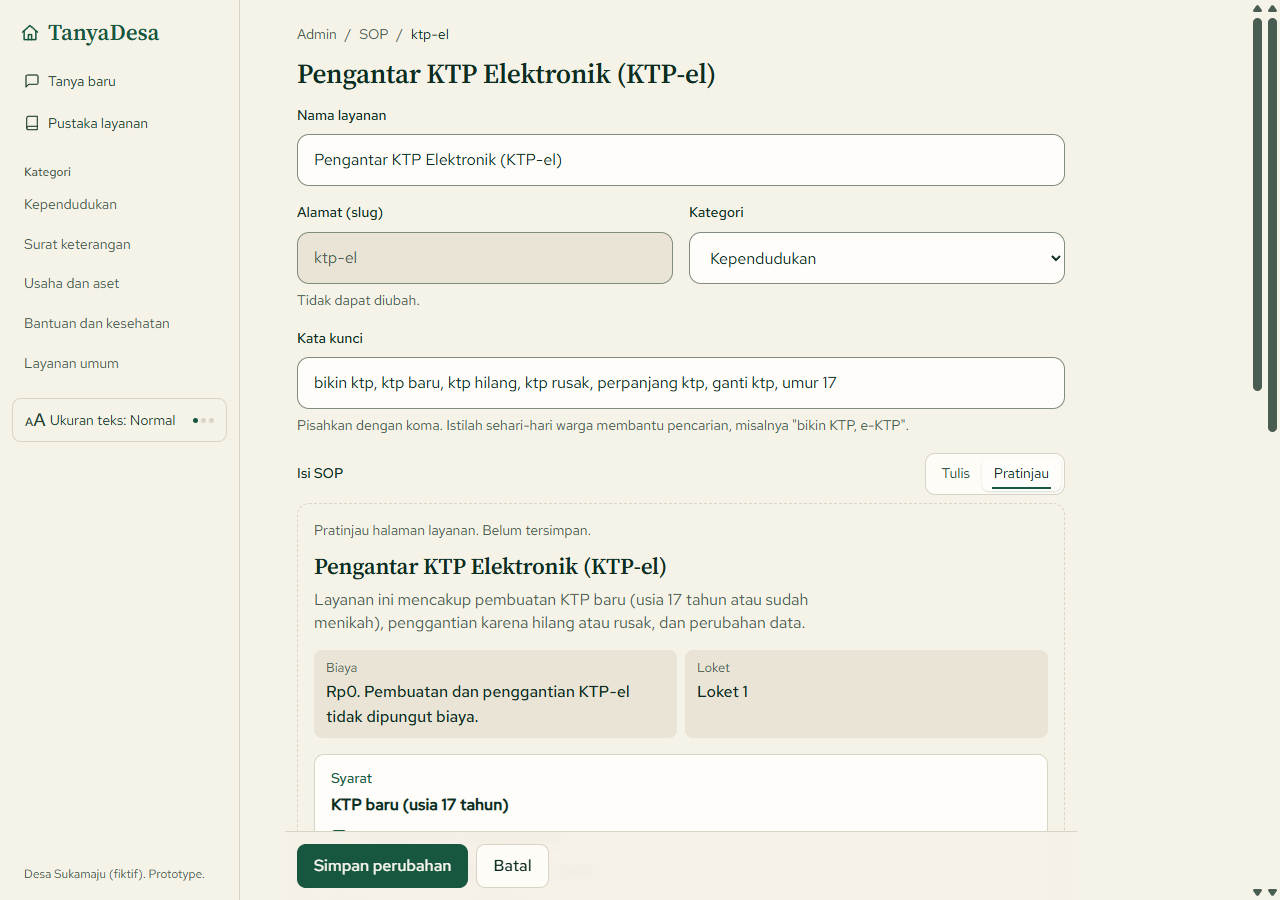 TanyaDesa
Tanya baru
Pustaka layanan
Kategori
Kependudukan
Surat keterangan
Usaha dan aset
Bantuan dan kesehatan
Layanan umum
AA Ukuran teks: Normal
Desa Sukamaju (fiktif). Prototype.
Admin / SOP / ktp-el
Pengantar KTP Elektronik (KTP-el)
Nama layanan
Pengantar KTP Elektronik (KTP-el)
Alamat (slug)
Kategori
ktp-el
Kependudukan
Tidak dapat diubah.
Kata kunci
bikin ktp, ktp baru, ktp hilang, ktp rusak, perpanjang ktp, ganti ktp, umur 17
Pisahkan dengan koma. Istilah sehari-hari warga membantu pencarian, misalnya "bikin KTP, e-KTP".
Isi SOP
Tulis
Pratinjau
Pratinjau halaman layanan. Belum tersimpan.
Pengantar KTP Elektronik (KTP-el)
Layanan ini mencakup pembuatan KTP baru (usia 17 tahun atau sudah
menikah), penggantian karena hilang atau rusak, dan perubahan data.
Biaya
Rp0. Pembuatan dan penggantian KTP-el
tidak dipungut biaya.
Loket
Loket 1
Syarat
KTP baru (usia 17 tahun)
Simpan perubahan
Batal